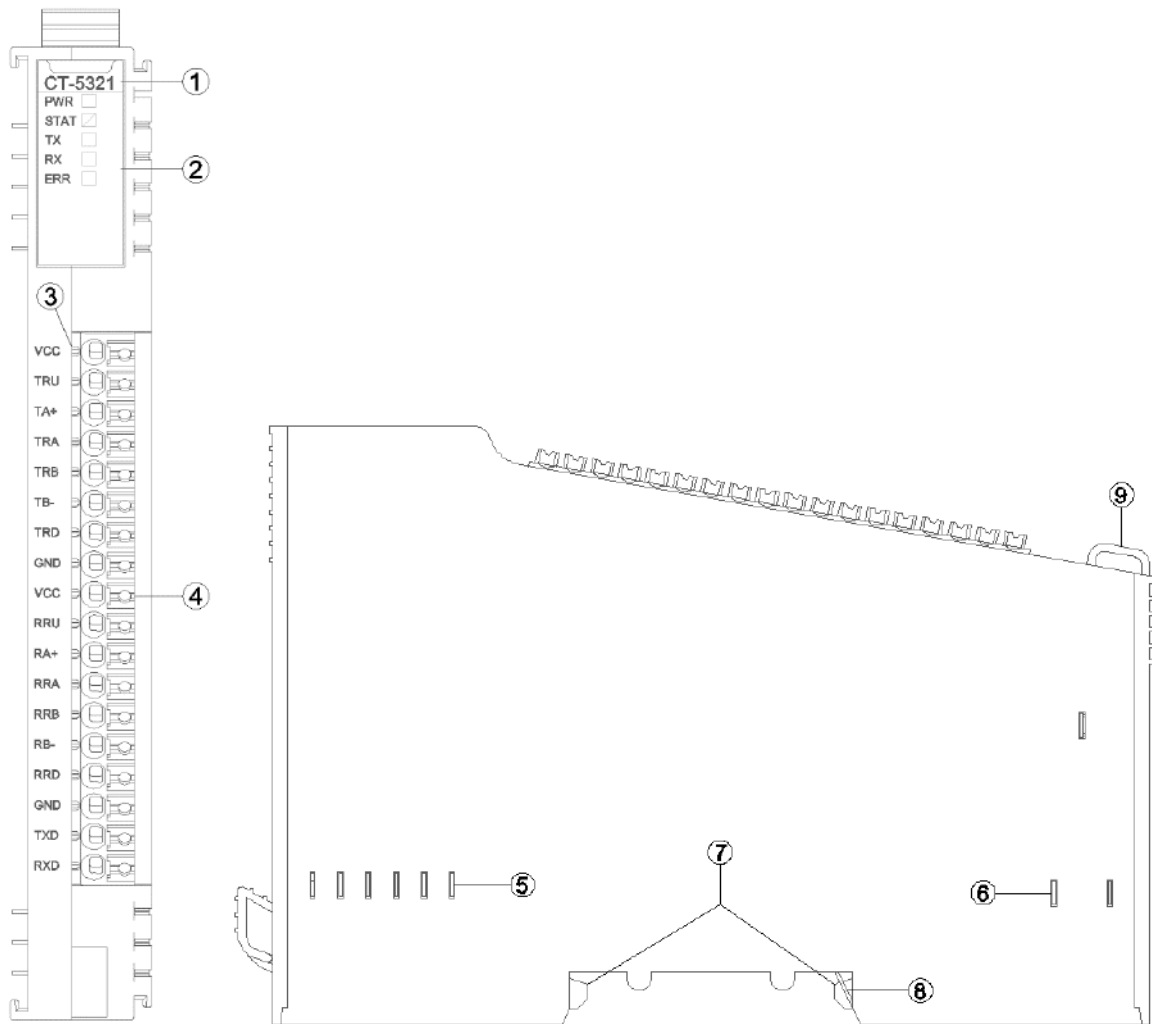 CT-5321
①
PWR
STAT
TX
RX
ERR
②
③
VCC
TRU
TA+
TRA
TRB
TB-
TRD
GND
VCC
④
RRU
RA+
RRA
RRB
RB-
RRD
GND
TXD
RXD
⑨
⑦
⑤
⑥
⑧